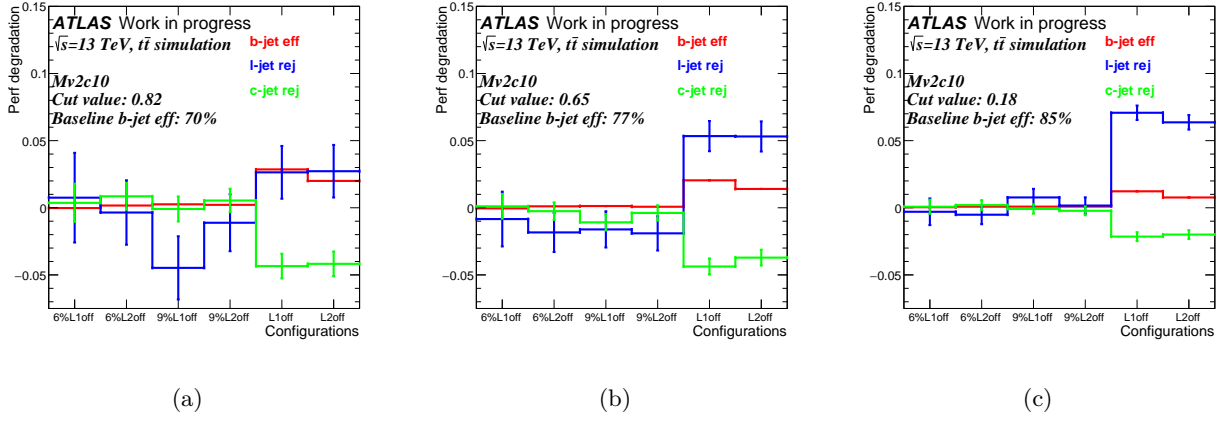 ATLAS Work in progress
√s=13 TeV, tt̄ simulation
b-jet eff
l-jet rej
c-jet rej
Mv2c10
Cut value: 0.82
Baseline b-jet eff: 70%
Perf degradation
0.15
0.1
0.05
0
−0.05
6%L1off 6%L2off 9%L1off 9%L2off L1off L2off
Configurations
(a)
ATLAS Work in progress
√s=13 TeV, tt̄ simulation
b-jet eff
l-jet rej
c-jet rej
Mv2c10
Cut value: 0.65
Baseline b-jet eff: 77%
Perf degradation
0.15
0.1
0.05
0
−0.05
6%L1off 6%L2off 9%L1off 9%L2off L1off L2off
Configurations
(b)
ATLAS Work in progress
√s=13 TeV, tt̄ simulation
b-jet eff
l-jet rej
c-jet rej
Mv2c10
Cut value: 0.18
Baseline b-jet eff: 85%
Perf degradation
0.15
0.1
0.05
0
−0.05
6%L1off 6%L2off 9%L1off 9%L2off L1off L2off
Configurations
(c)